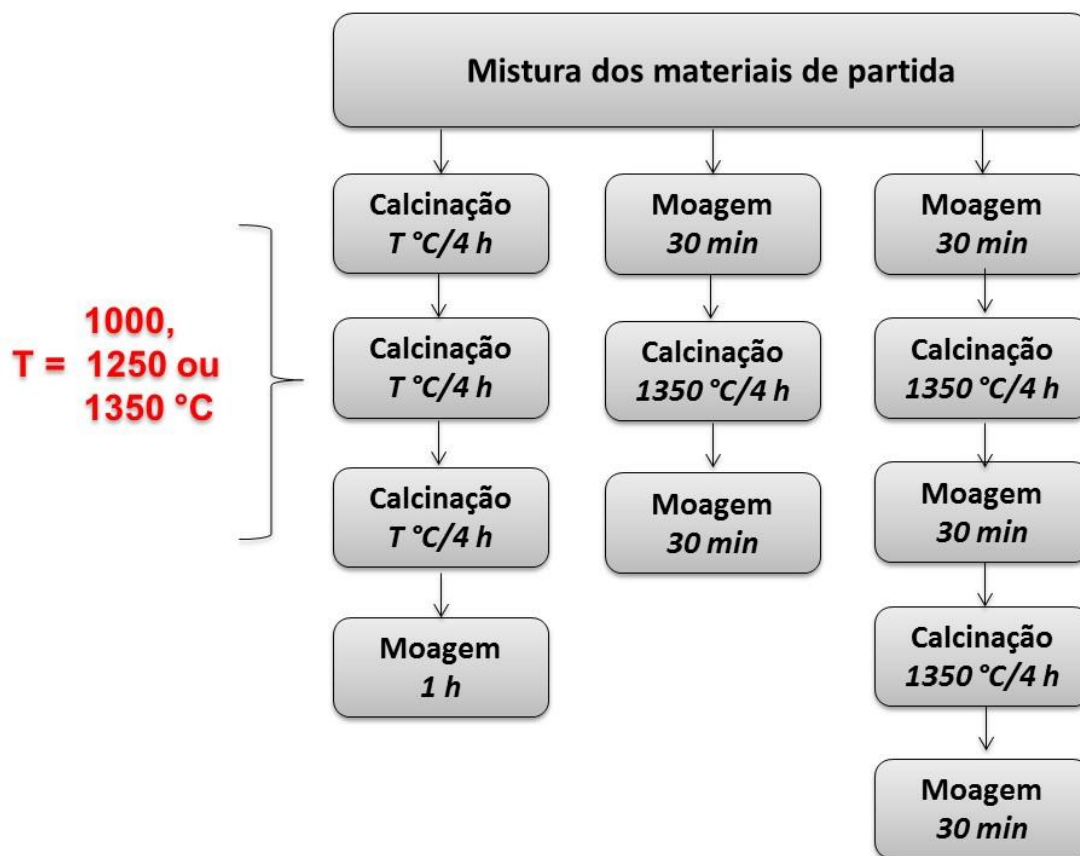 Mistura dos materiais de partida
Calcinação
T °C/4 h
Calcinação
T °C/4 h
Calcinação
T °C/4 h
Moagem
1 h
Moagem
30 min
Calcinação
1350 °C/4 h
Moagem
30 min
Moagem
30 min
Calcinação
1350 °C/4 h
Moagem
30 min
Calcinação
1350 °C/4 h
Moagem
30 min
1000,
T = 1250 ou
1350 °C